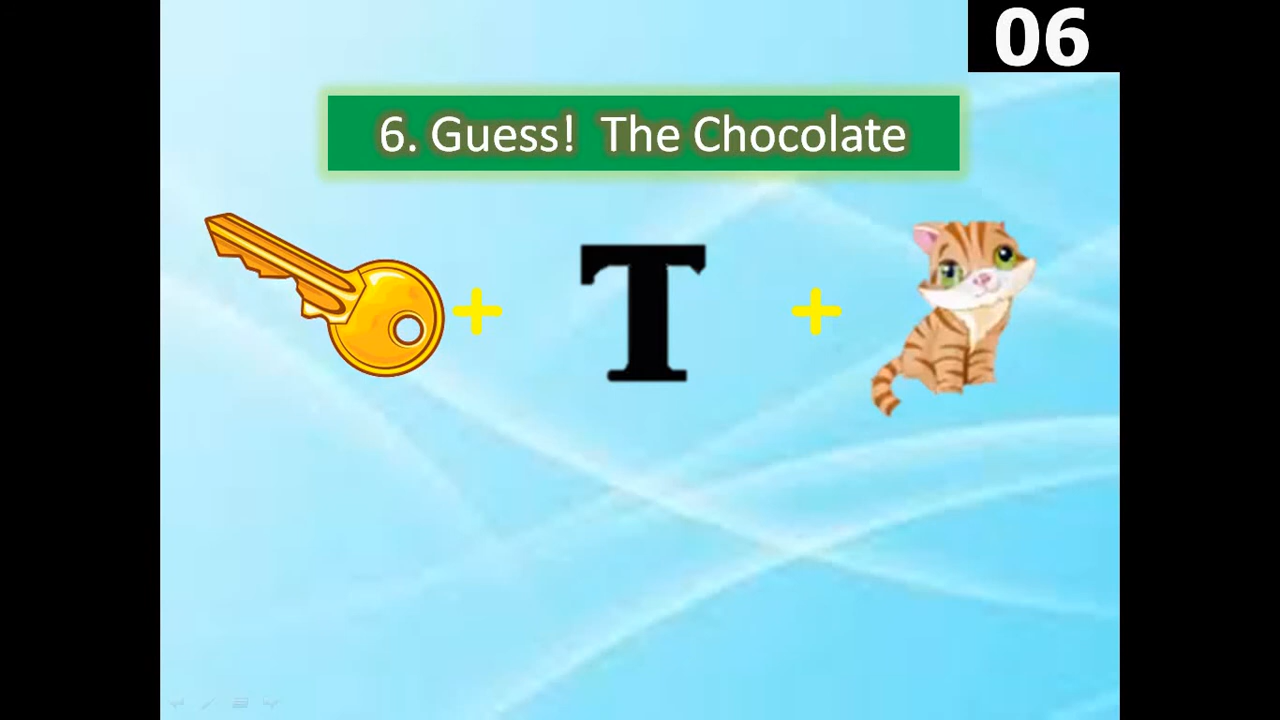 06
6. Guess! The Chocolate
+ T +